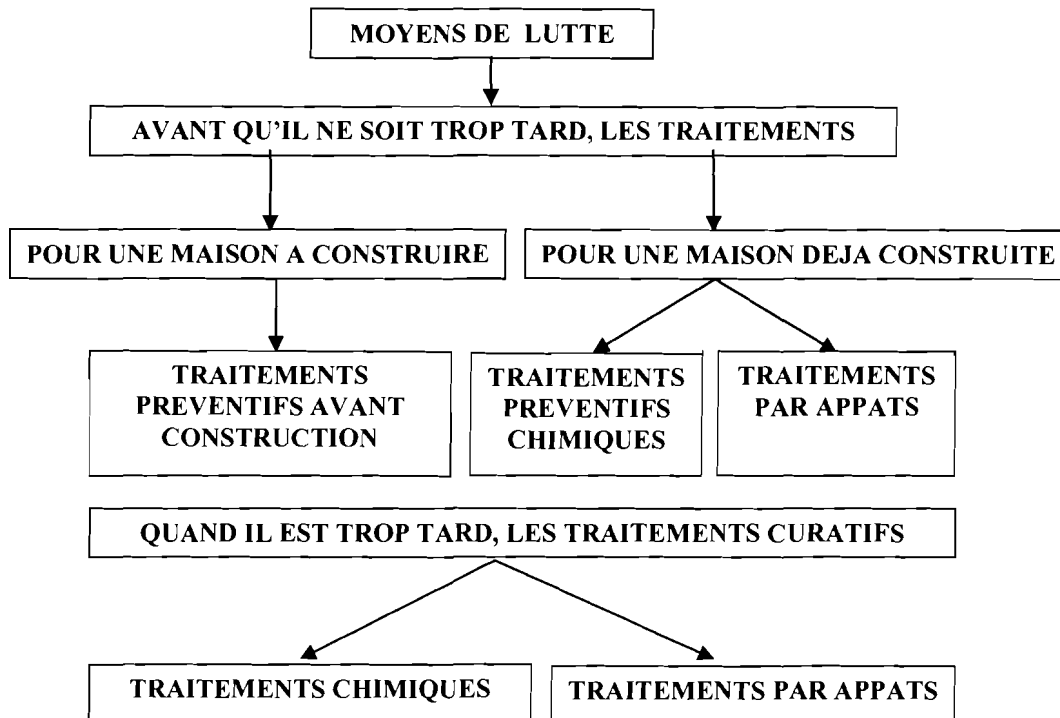 MOYENS DE LUTTE
AVANT QU'IL NE SOIT TROP TARD, LES TRAITEMENTS
POUR UNE MAISON A CONSTRUIRE
POUR UNE MAISON DEJA CONSTRUITE
TRAITEMENTS
PREVENTIFS AVANT
CONSTRUCTION
TRAITEMENTS
PREVENTIFS
CHIMIQUES
TRAITEMENTS
PAR APPATS
QUAND IL EST TROP TARD, LES TRAITEMENTS CURATIFS
TRAITEMENTS CHIMIQUES
TRAITEMENTS PAR APPATS